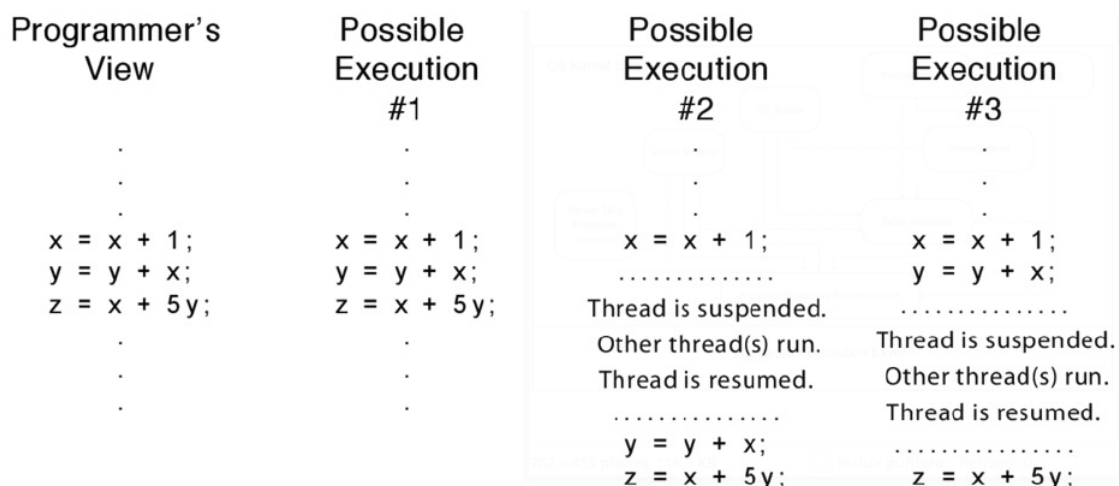 Programmer's
View
.
.
.
x = x + 1;
y = y + x;
z = x + 5y;
.
.
.
Possible
Execution
#1
.
.
.
x = x + 1;
y = y + x;
z = x + 5y;
.
.
.
Possible
Execution
#2
.
.
.
x = x + 1;
..............
Thread is suspended.
Other thread(s) run.
Thread is resumed.
...............
y = y + x;
z = x + 5y;
Possible
Execution
#3
.
.
.
x = x + 1;
y = y + x;
...............
Thread is suspended.
Other thread(s) run.
Thread is resumed.
................
z = x + 5y;